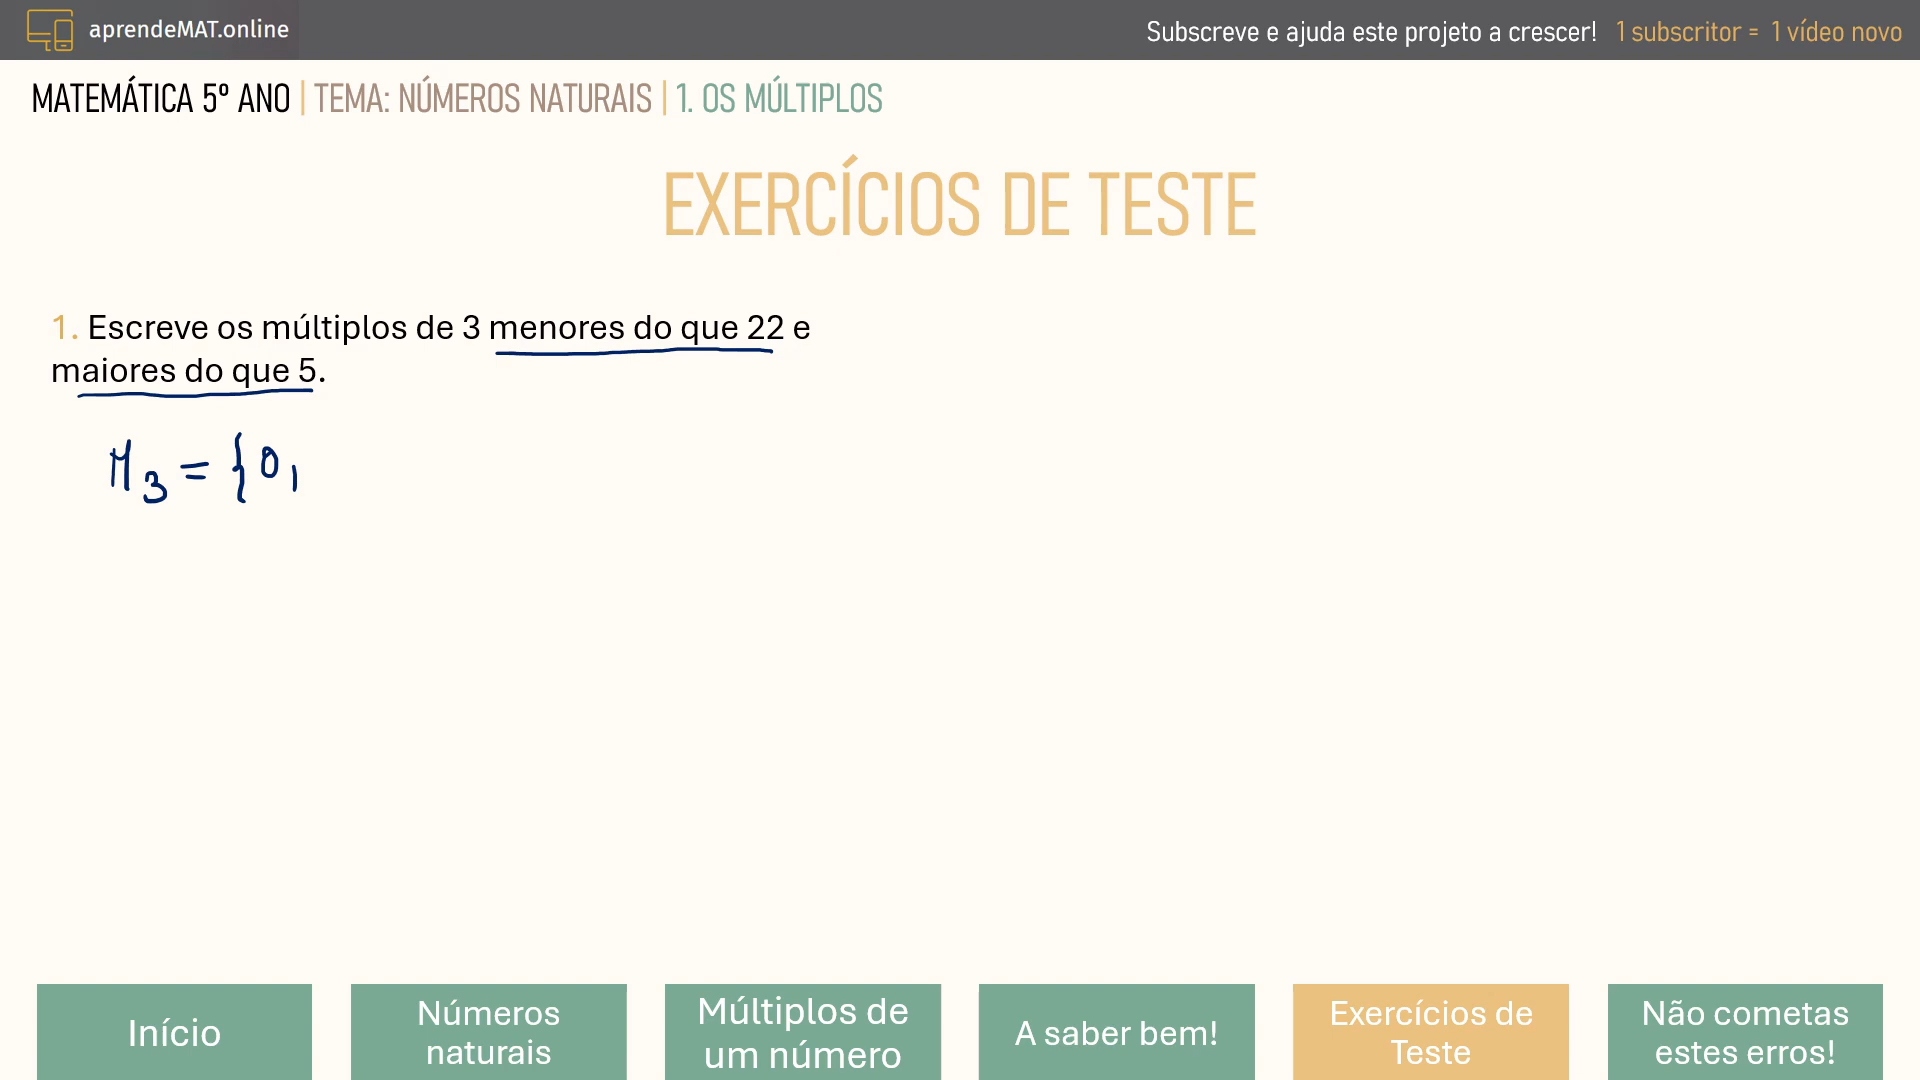 aprendeMAT.online
Subscreve e ajuda este projeto a crescer! 1 subscritor = 1 vídeo novo
MATEMÁTICA 5º ANO | TEMA: NÚMEROS NATURAIS | 1. OS MÚLTIPLOS
EXERCÍCIOS DE TESTE
1. Escreve os múltiplos de 3 menores do que 22 e
maiores do que 5.
M₃ = {0,
Início
Números
naturais
Múltiplos de
um número
A saber bem!
Exercícios de
Teste
Não cometas
estes erros!